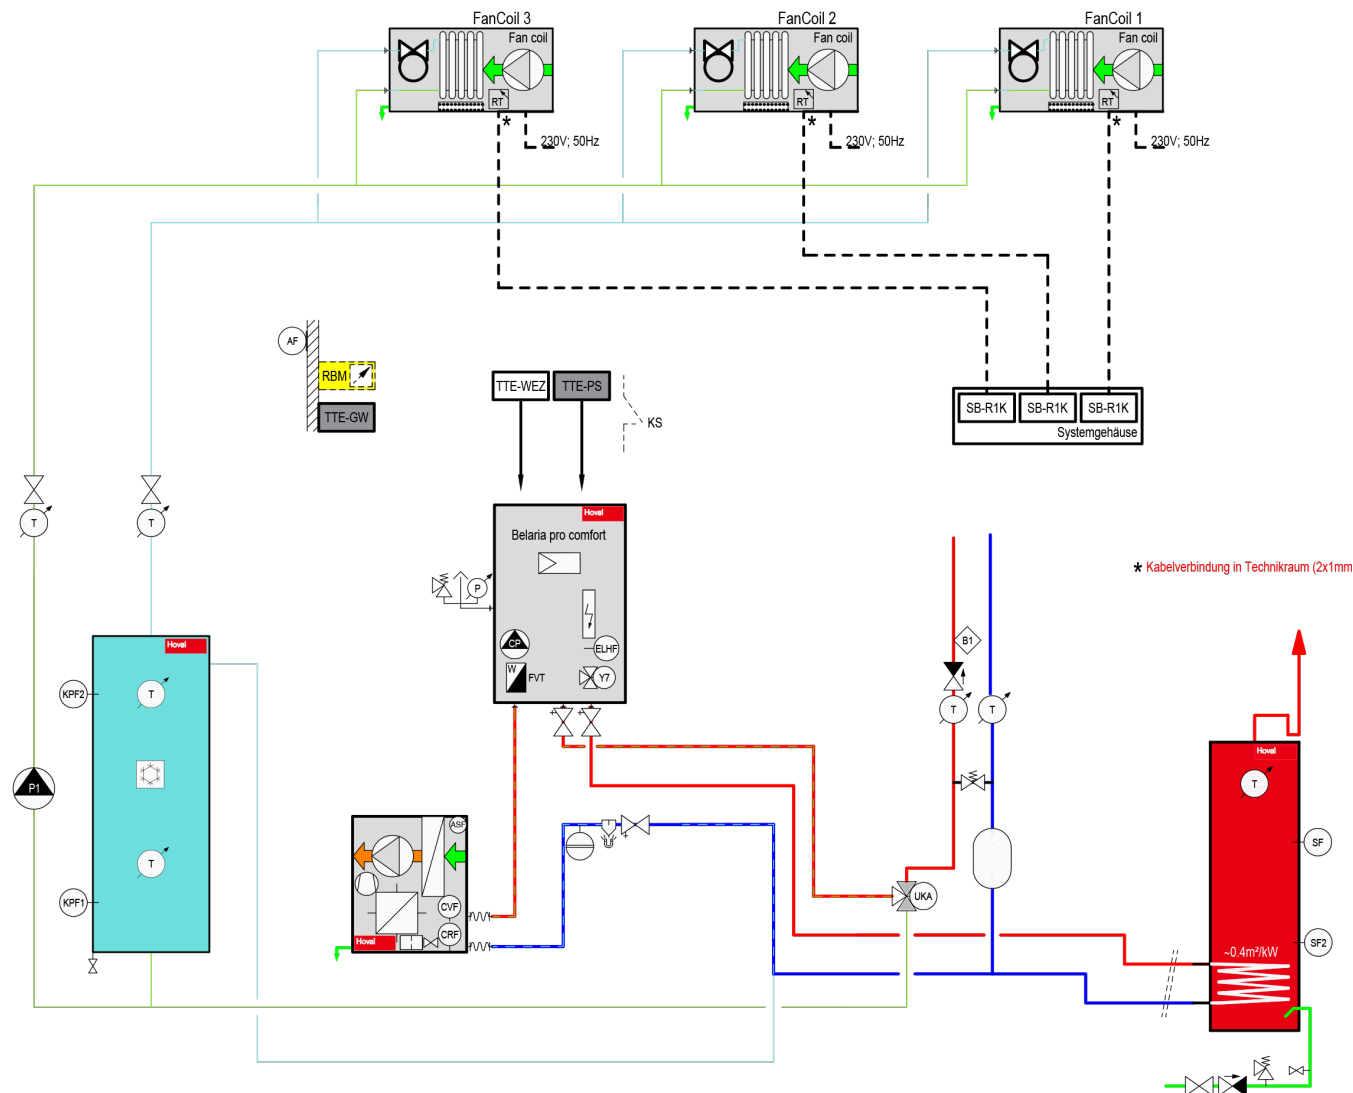 FanCoil 3
FanCoil 2
FanCoil 1
Fan coil
Fan coil
Fan coil
RT
RT
RT
*
*
*
230V; 50Hz
230V; 50Hz
230V; 50Hz
AF
RBM
TTE-GW
TTE-WEZ
TTE-PS
KS
SB-R1K
SB-R1K
SB-R1K
Systemgehäuse
T
T
Hoval
Belaria pro comfort
P
CP
ELHF
W
FVT
Y7
B1
* Kabelverbindung in Technikraum (2x1mm
Hoval
KPF2
T
T
T
P1
T
KPF1
ASF
CVF
CRF
Hoval
UKA
Hoval
T
SF
SF2
~0.4m²/kW